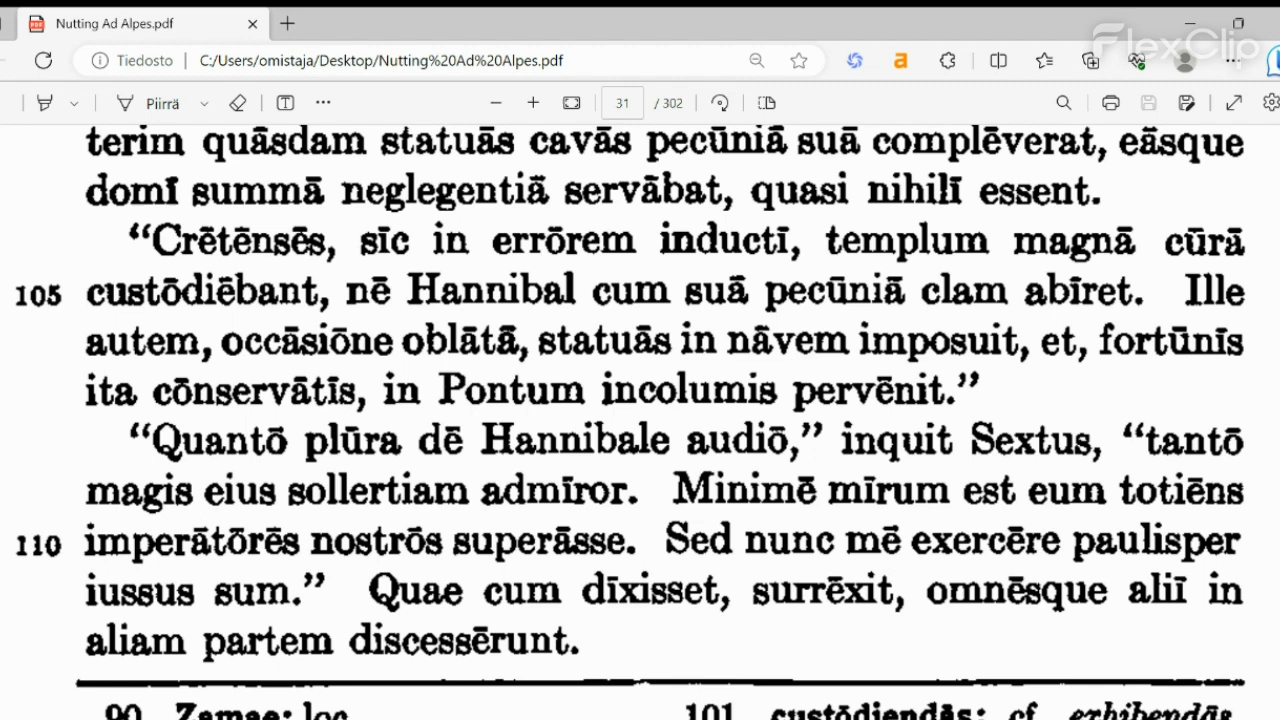 Nutting Ad Alpes.pdf
FlexClip
Tiedosto C:/Users/omistaja/Desktop/Nutting%20Ad%20Alpes.pdf
Piirrä 31 / 302
terim quāsdam statuās cavās pecūniā suā complēverat, eāsque
domī summā neglegentiā servābat, quasi nihilī essent.
“Crētēnsēs, sīc in errōrem inductī, templum magnā cūrā
105 custōdiēbant, nē Hannibal cum suā pecūniā clam abīret. Ille
autem, occāsiōne oblātā, statuās in nāvem imposuit, et, fortūnīs
ita cōnservātīs, in Pontum incolumis pervēnit.”
“Quantō plūra dē Hannibale audiō,” inquit Sextus, “tantō
magis eius sollertiam admīror. Minimē mīrum est eum totiēns
110 imperātōrēs nostrōs superāsse. Sed nunc mē exercēre paulisper
iussus sum.” Quae cum dīxisset, surrēxit, omnēsque aliī in
aliam partem discessērunt.
90 Zamae: loc. 101 custōdiendās: cf. exhibendās,